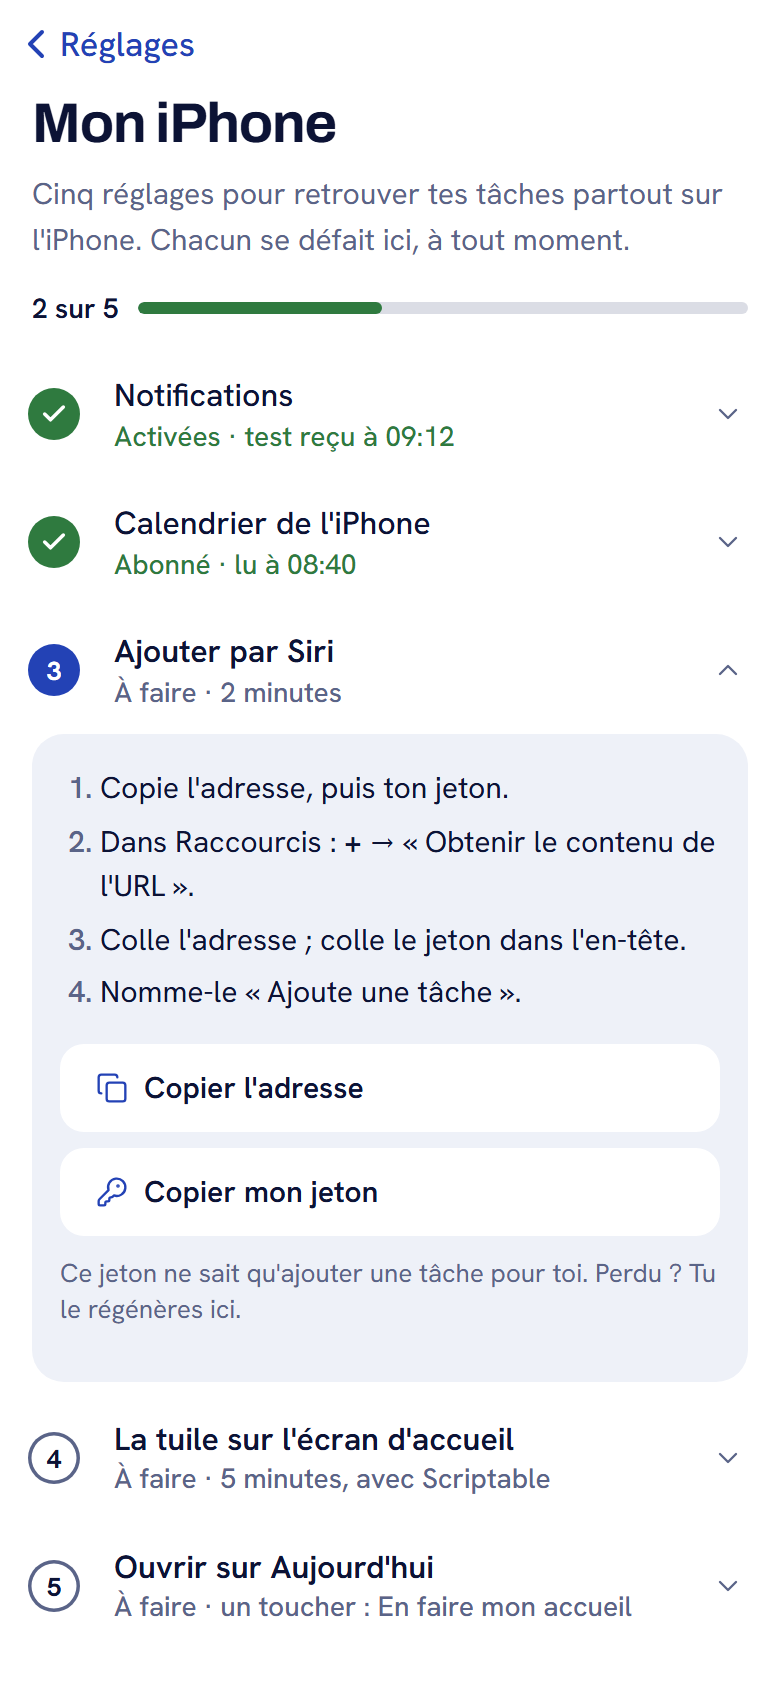 Réglages
Mon iPhone
Cinq réglages pour retrouver tes tâches partout sur
l'iPhone. Chacun se défait ici, à tout moment.
2 sur 5
Notifications
Activées · test reçu à 09:12
Calendrier de l'iPhone
Abonné · lu à 08:40
3
Ajouter par Siri
À faire · 2 minutes
1. Copie l'adresse, puis ton jeton.
2. Dans Raccourcis : + → « Obtenir le contenu de
l'URL ».
3. Colle l'adresse ; colle le jeton dans l'en-tête.
4. Nomme-le « Ajoute une tâche ».
Copier l'adresse
Copier mon jeton
Ce jeton ne sait qu'ajouter une tâche pour toi. Perdu ? Tu
le régénères ici.
4
La tuile sur l'écran d'accueil
À faire · 5 minutes, avec Scriptable
5
Ouvrir sur Aujourd'hui
À faire · un toucher : En faire mon accueil